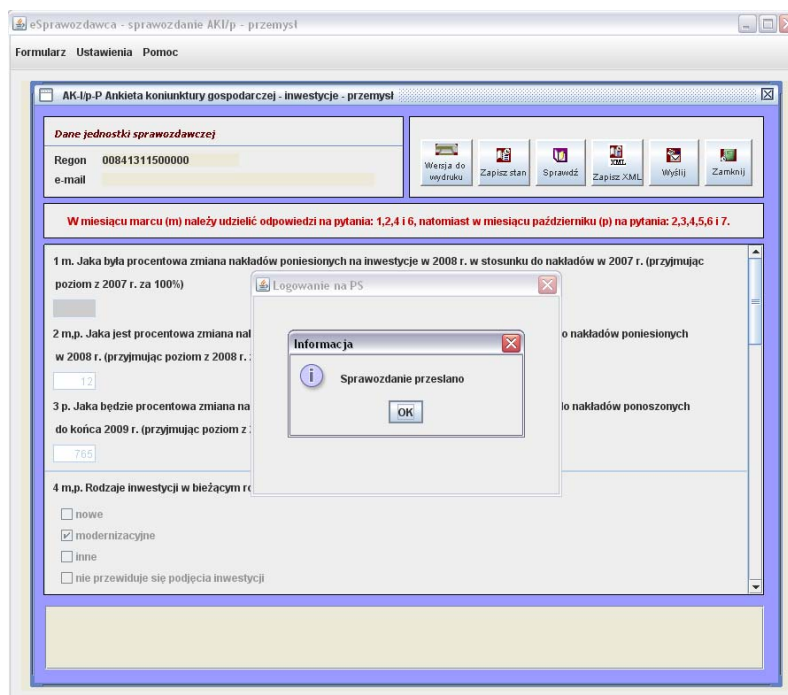 eSprawozdawca - sprawozdanie AKI/p - przemysł
Formularz Ustawienia Pomoc
AK-I/p-P Ankieta koniunktury gospodarczej - inwestycje - przemysł
Dane jednostki sprawozdawczej
Regon 00841311500000
e-mail
Wersja do wydruku
Zapisz stan
Sprawdź
XML
Zapisz XML
Wyślij
Zamknij
W miesiącu marcu (m) należy udzielić odpowiedzi na pytania: 1,2,4 i 6, natomiast w miesiącu październiku (p) na pytania: 2,3,4,5,6 i 7.
1 m. Jaka była procentowa zmiana nakładów poniesionych na inwestycje w 2008 r. w stosunku do nakładów w 2007 r. (przyjmując
poziom z 2007 r. za 100%)
Logowanie na PS
2 m,p. Jaka jest procentowa zmiana nakładów poniesionych
w 2008 r. (przyjmując poziom z 2008 r.
12
Informacja
Sprawozdanie przesłano
OK
3 p. Jaka będzie procentowa zmiana na do nakładów ponoszonych
do końca 2009 r. (przyjmując poziom z
765
4 m,p. Rodzaje inwestycji w bieżącym
nowe
modernizacyjne
inne
nie przewiduje się podjęcia inwestycji